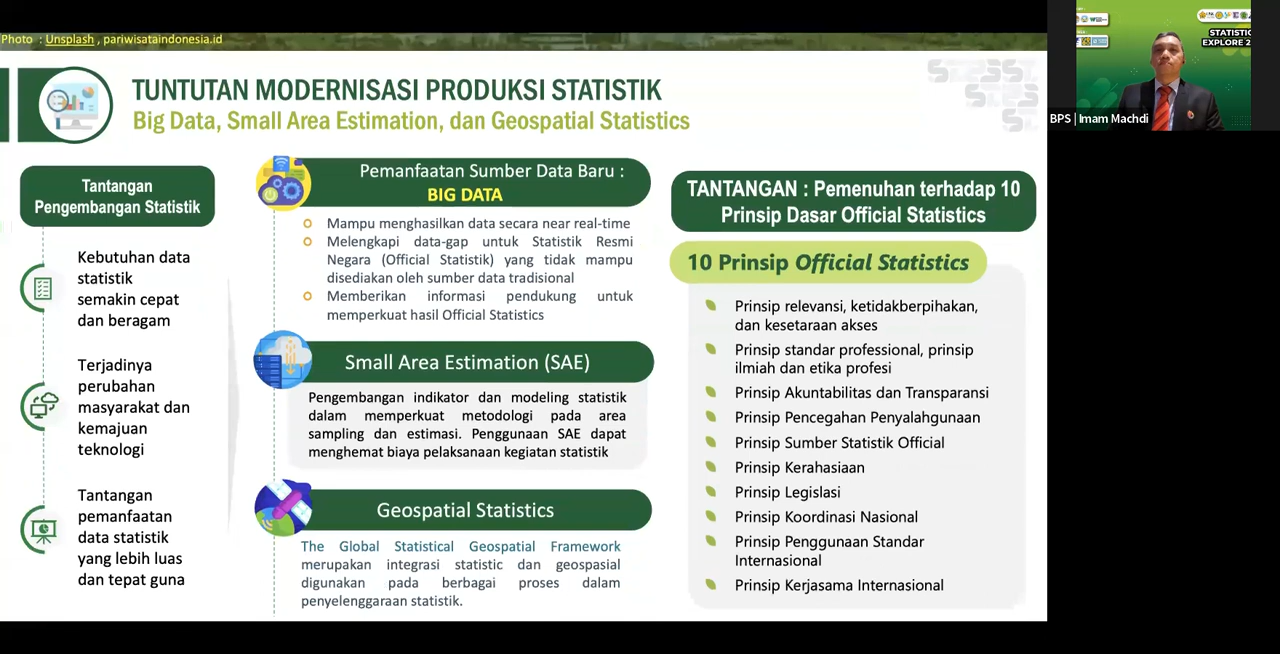 Photo : Unsplash , pariwisataindonesia.id
TUNTUTAN MODERNISASI PRODUKSI STATISTIK
Big Data, Small Area Estimation, dan Geospatial Statistics
Tantangan
Pengembangan Statistik
Kebutuhan data
statistik
semakin cepat
dan beragam
Terjadinya
perubahan
masyarakat dan
kemajuan
teknologi
Tantangan
pemanfaatan
data statistik
yang lebih luas
dan tepat guna
Pemanfaatan Sumber Data Baru :
BIG DATA
Mampu menghasilkan data secara near real-time
Melengkapi data-gap untuk Statistik Resmi
Negara (Official Statistik) yang tidak mampu
disediakan oleh sumber data tradisional
Memberikan informasi pendukung untuk
memperkuat hasil Official Statistics
Small Area Estimation (SAE)
Pengembangan indikator dan modeling statistik
dalam memperkuat metodologi pada area
sampling dan estimasi. Penggunaan SAE dapat
menghemat biaya pelaksanaan kegiatan statistik
Geospatial Statistics
The Global Statistical Geospatial Framework
merupakan integrasi statistic dan geospasial
digunakan pada berbagai proses dalam
penyelenggaraan statistik.
TANTANGAN : Pemenuhan terhadap 10
Prinsip Dasar Official Statistics
10 Prinsip Official Statistics
Prinsip relevansi, ketidakberpihakan,
dan kesetaraan akses
Prinsip standar professional, prinsip
ilmiah dan etika profesi
Prinsip Akuntabilitas dan Transparansi
Prinsip Pencegahan Penyalahgunaan
Prinsip Sumber Statistik Official
Prinsip Kerahasiaan
Prinsip Legislasi
Prinsip Koordinasi Nasional
Prinsip Penggunaan Standar
Internasional
Prinsip Kerjasama Internasional
STATISTIC
EXPLORE 2
BPS | Imam Machdi